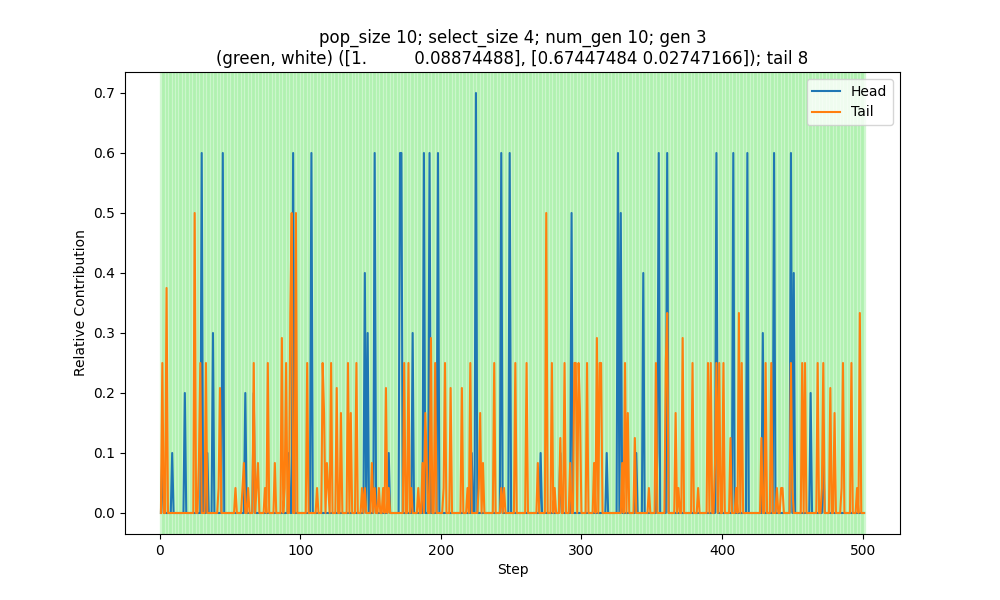 pop_size 10; select_size 4; num_gen 10; gen 3
(green, white) ([1.         0.08874488], [0.67447484 0.02747166]); tail 8
Head
Tail
0.7
0.6
0.5
0.4
0.3
0.2
0.1
0.0
Relative Contribution
0 100 200 300 400 500
Step